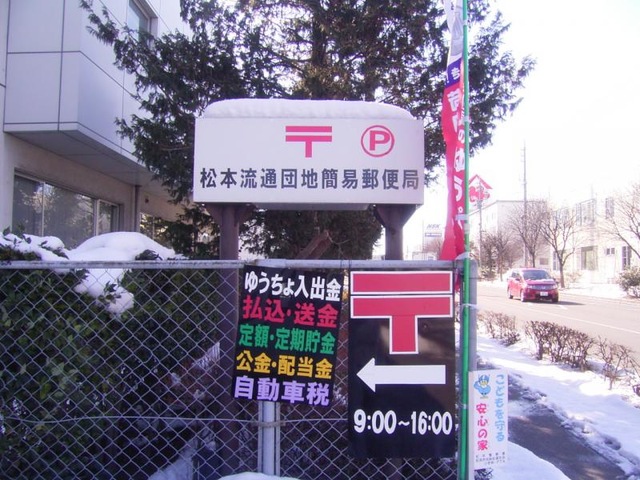 〒 P
松本流通団地簡易郵便局
ゆうちょ入出金
払込・送金
定額・定期貯金
公金・配当金
自動車税
〒
←
9:00～16:00
こどもを守る
安心の家